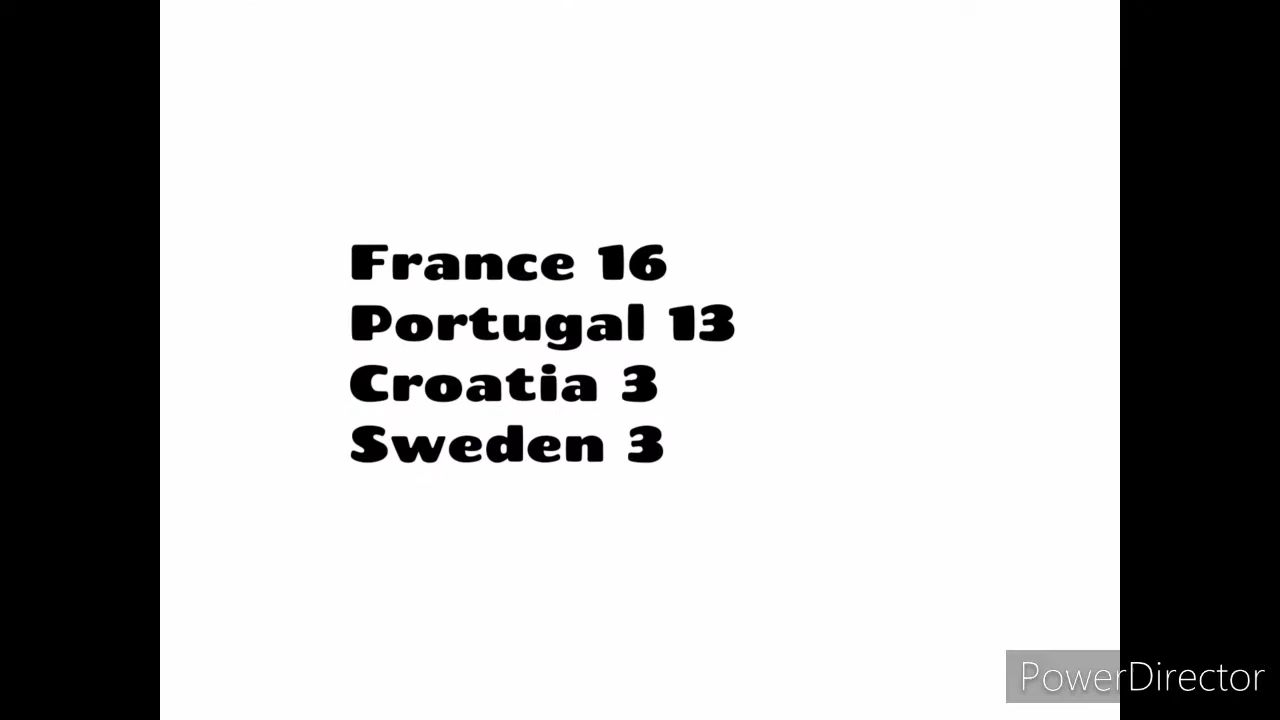 France 16
Portugal 13
Croatia 3
Sweden 3
PowerDirector